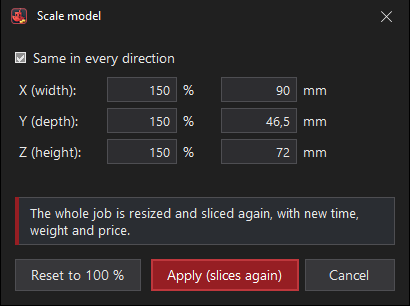 Scale model
Same in every direction
X (width): 150 % 90 mm
Y (depth): 150 % 46,5 mm
Z (height): 150 % 72 mm
The whole job is resized and sliced again, with new time,
weight and price.
Reset to 100 % Apply (slices again) Cancel